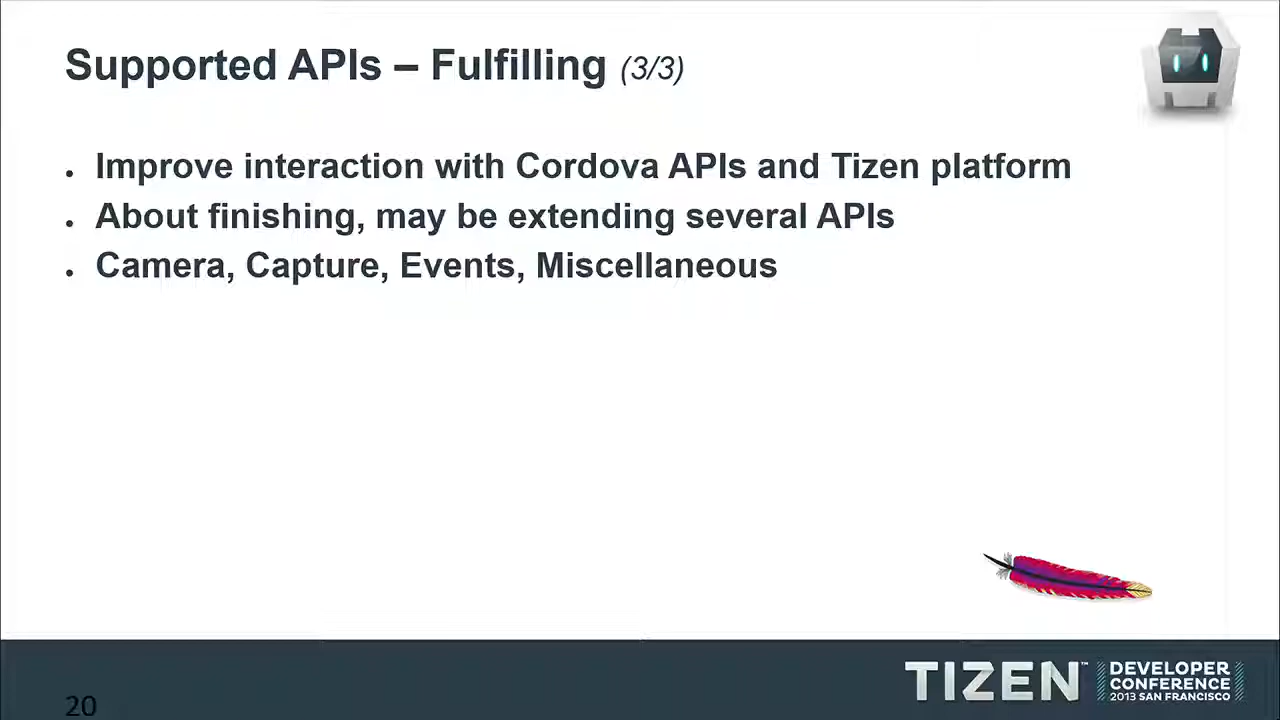 Supported APIs – Fulfilling (3/3)
• Improve interaction with Cordova APIs and Tizen platform
• About finishing, may be extending several APIs
• Camera, Capture, Events, Miscellaneous
20
TIZEN™
DEVELOPER
CONFERENCE
2013 SAN FRANCISCO